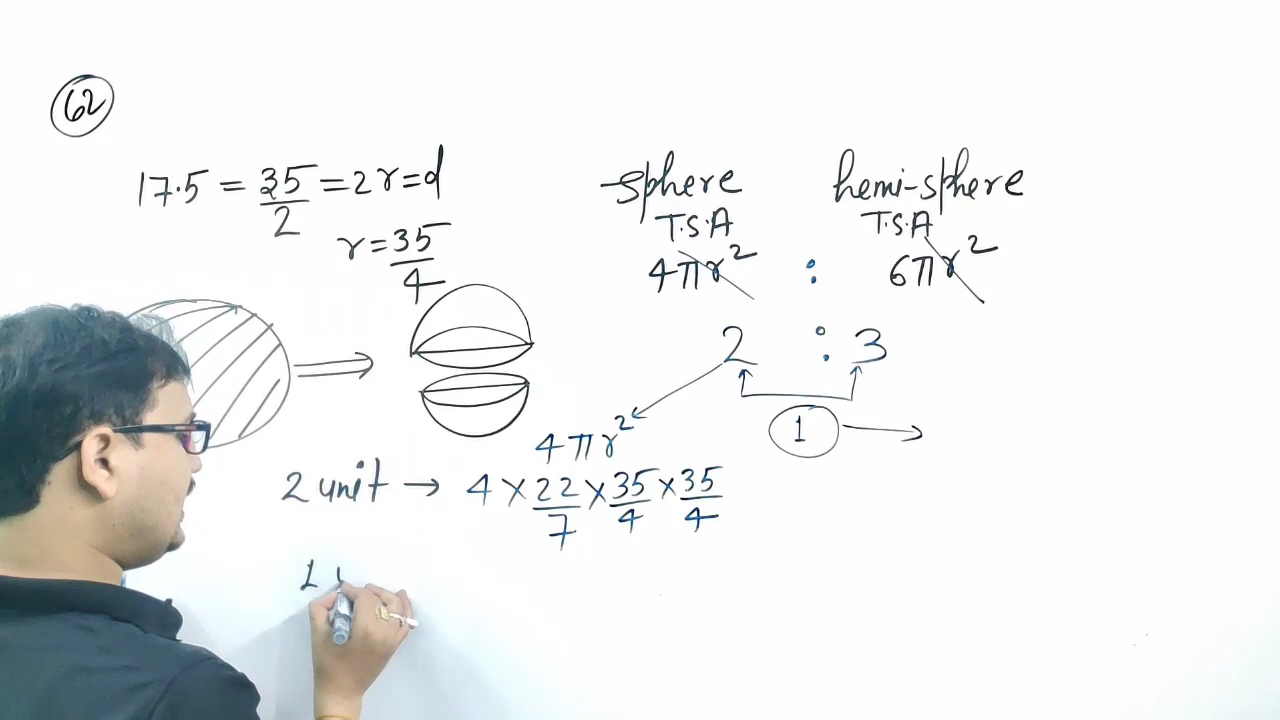 62
17.5 = 35/2 = 2r = d
r = 35/4
sphere
T.S.A
4πr² : 6πr²
hemi-sphere
T.S.A
2 : 3
1
4πr²
2 unit → 4 × 22/7 × 35/4 × 35/4
1